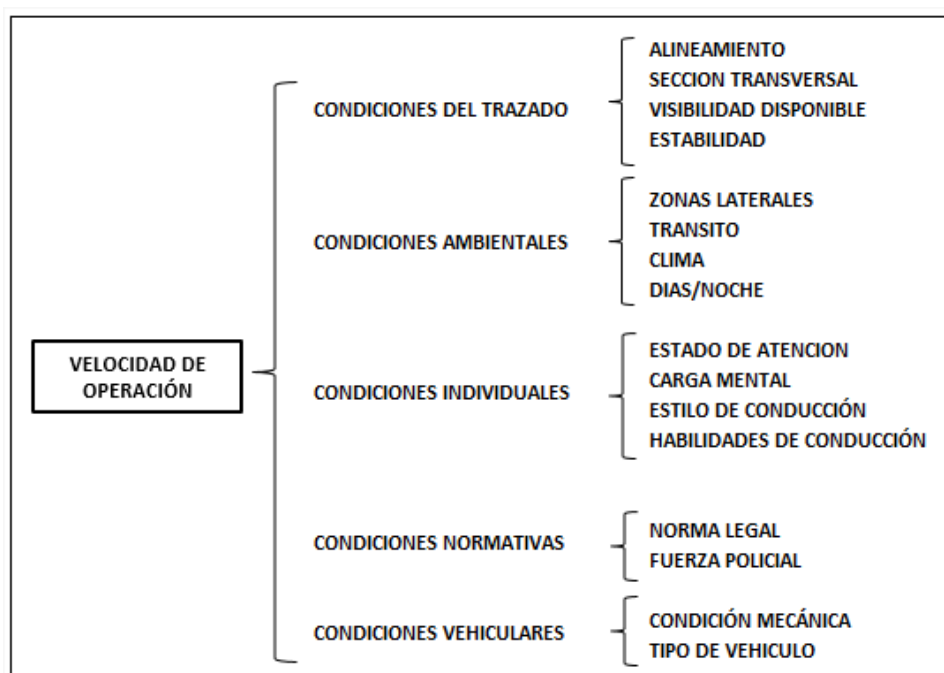 VELOCIDAD DE
OPERACIÓN
CONDICIONES DEL TRAZADO
ALINEAMIENTO
SECCION TRANSVERSAL
VISIBILIDAD DISPONIBLE
ESTABILIDAD
CONDICIONES AMBIENTALES
ZONAS LATERALES
TRANSITO
CLIMA
DIAS/NOCHE
CONDICIONES INDIVIDUALES
ESTADO DE ATENCION
CARGA MENTAL
ESTILO DE CONDUCCIÓN
HABILIDADES DE CONDUCCIÓN
CONDICIONES NORMATIVAS
NORMA LEGAL
FUERZA POLICIAL
CONDICIONES VEHICULARES
CONDICIÓN MECÁNICA
TIPO DE VEHICULO